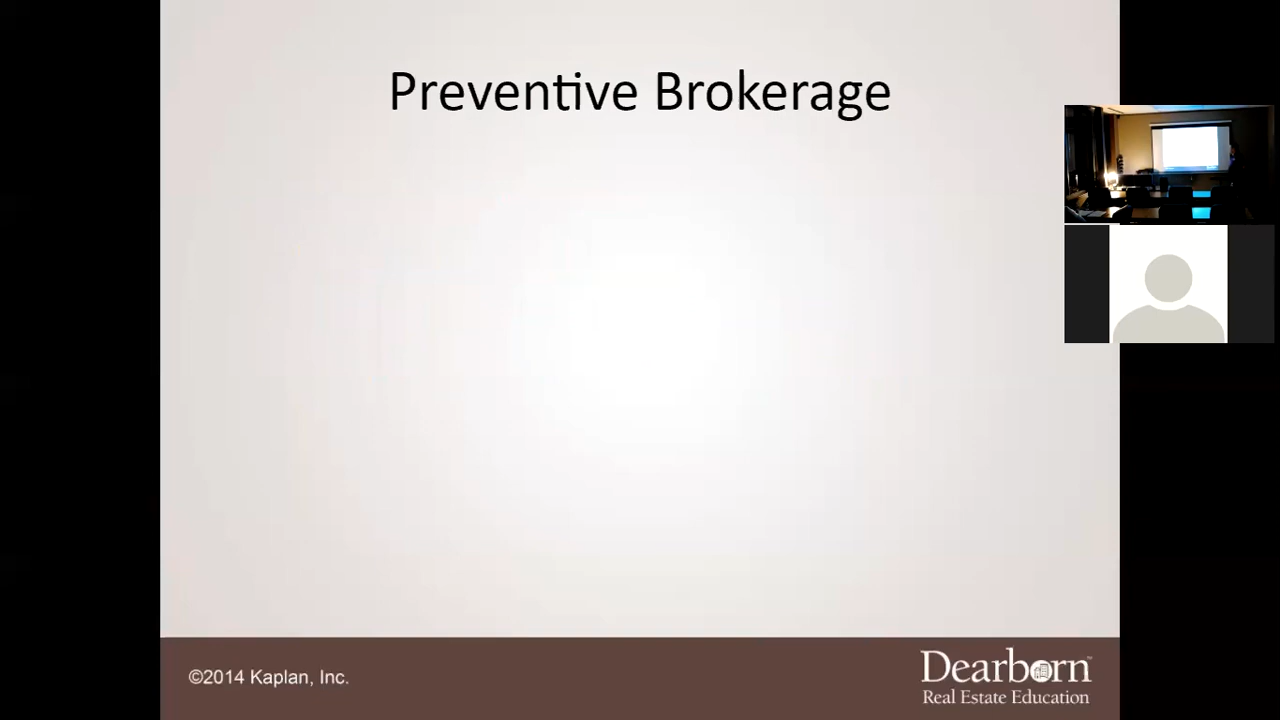 Preventive Brokerage
©2014 Kaplan, Inc.
Dearborn
Real Estate Education